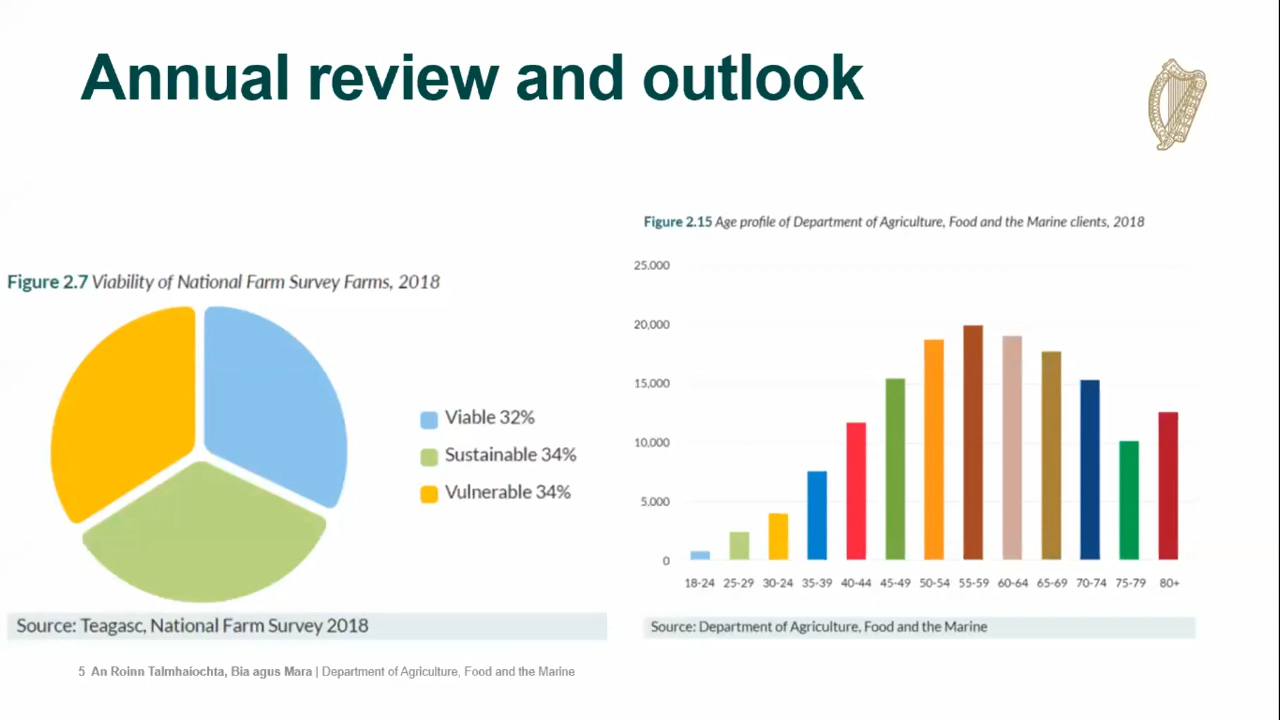 Annual review and outlook
Figure 2.7 Viability of National Farm Survey Farms, 2018
Viable 32%
Sustainable 34%
Vulnerable 34%
Source: Teagasc, National Farm Survey 2018
Figure 2.15 Age profile of Department of Agriculture, Food and the Marine clients, 2018
25.000
20,000
15,000
10,000
5,000
0
18-24 25-29 30-24 35-39 40-44 45-49 50-54 55-59 60-64 65-69 70-74 75-79 80+
Source: Department of Agriculture, Food and the Marine
5 An Roinn Talmhaíochta, Bia agus Mara | Department of Agriculture, Food and the Marine